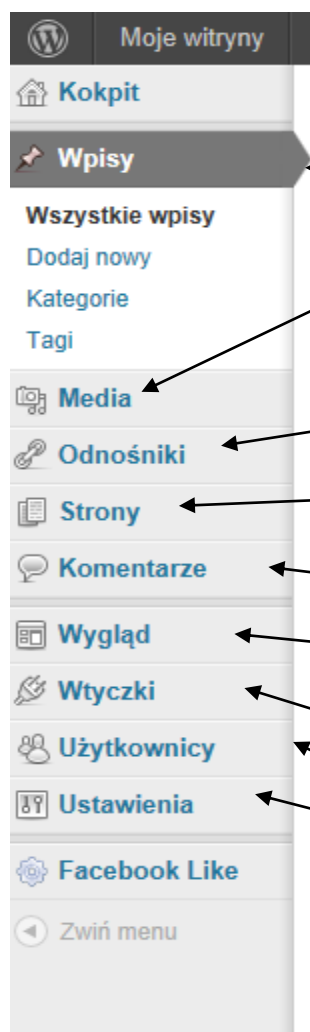 Moje witryny
Kokpit
Wpisy
Wszystkie wpisy
Dodaj nowy
Kategorie
Tagi
Media
Odnośniki
Strony
Komentarze
Wygląd
Wtyczki
Użytkownicy
Ustawienia
Facebook Like
Zwiń menu